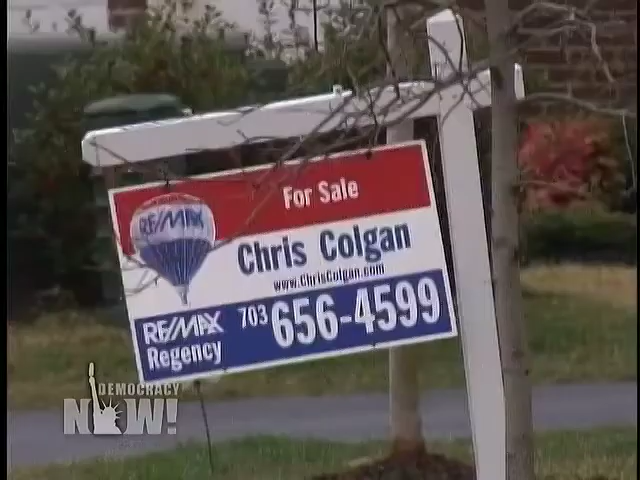 For Sale
RE/MAX
Chris Colgan
www.ChrisColgan.com
RE/MAX
Regency
703 656-4599
DEMOCRACY
NOW!